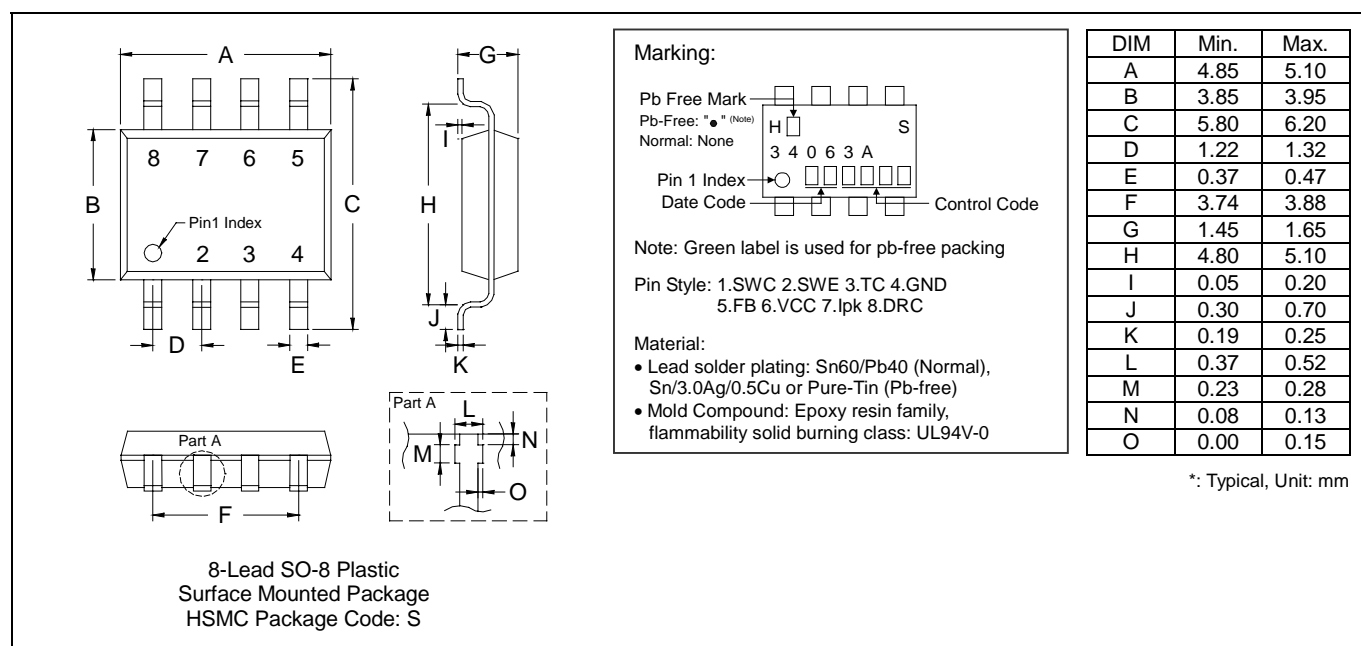 A
8 7 6 5
Pin1 Index
2 3 4
B
C
D
E
G
I
H
J
K
Part A
F
Part A
L
M
N
O
8-Lead SO-8 Plastic
Surface Mounted Package
HSMC Package Code: S
Marking:
Pb Free Mark
Pb-Free: "●" (Note)
Normal: None
H S
3 4 0 6 3 A
Pin 1 Index
Date Code
Control Code
Note: Green label is used for pb-free packing
Pin Style: 1.SWC 2.SWE 3.TC 4.GND
5.FB 6.VCC 7.Ipk 8.DRC
Material:
• Lead solder plating: Sn60/Pb40 (Normal),
Sn/3.0Ag/0.5Cu or Pure-Tin (Pb-free)
• Mold Compound: Epoxy resin family,
flammability solid burning class: UL94V-0
DIM Min. Max.
A 4.85 5.10
B 3.85 3.95
C 5.80 6.20
D 1.22 1.32
E 0.37 0.47
F 3.74 3.88
G 1.45 1.65
H 4.80 5.10
I 0.05 0.20
J 0.30 0.70
K 0.19 0.25
L 0.37 0.52
M 0.23 0.28
N 0.08 0.13
O 0.00 0.15
*: Typical, Unit: mm